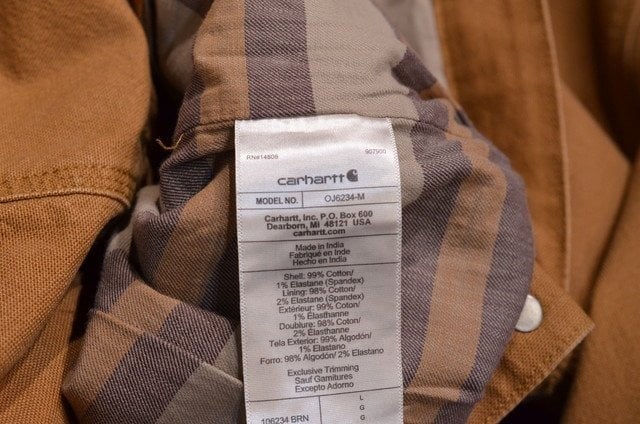 RN#14806 907500
carhartt
MODEL NO. OJ6234-M
Carhartt, Inc. P.O. Box 600
Dearborn, MI 48121 USA
carhartt.com
Made in India
Fabriqué en Inde
Hecho en India
Shell: 99% Cotton/
1% Elastane (Spandex)
Lining: 98% Cotton/
2% Elastane (Spandex)
Extérieur: 99% Coton/
1% Élasthanne
Doublure: 98% Coton/
2% Élasthanne
Tela Exterior: 99% Algodón/
1% Elastano
Forro: 98% Algodón/ 2% Elastano
Exclusive Trimming
Sauf Garnitures
Excepto Adorno
L
G
106234 BRN G